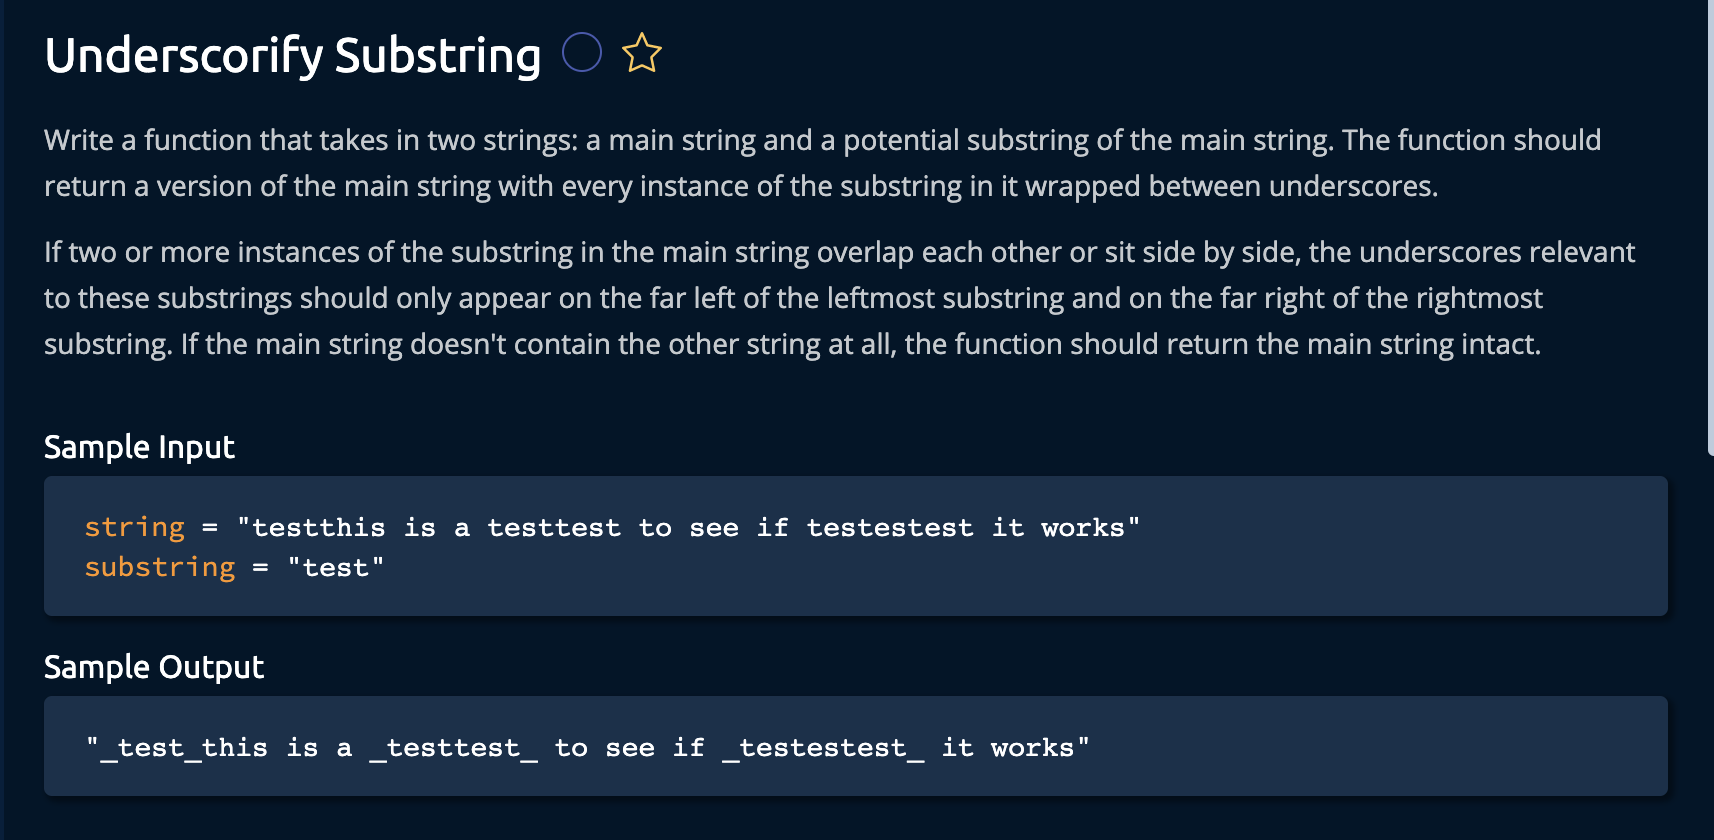 Underscorify Substring
Write a function that takes in two strings: a main string and a potential substring of the main string. The function should
return a version of the main string with every instance of the substring in it wrapped between underscores.
If two or more instances of the substring in the main string overlap each other or sit side by side, the underscores relevant
to these substrings should only appear on the far left of the leftmost substring and on the far right of the rightmost
substring. If the main string doesn't contain the other string at all, the function should return the main string intact.
Sample Input
string = "testthis is a testtest to see if testestest it works"
substring = "test"
Sample Output
"_test_this is a _testtest_ to see if _testestest_ it works"